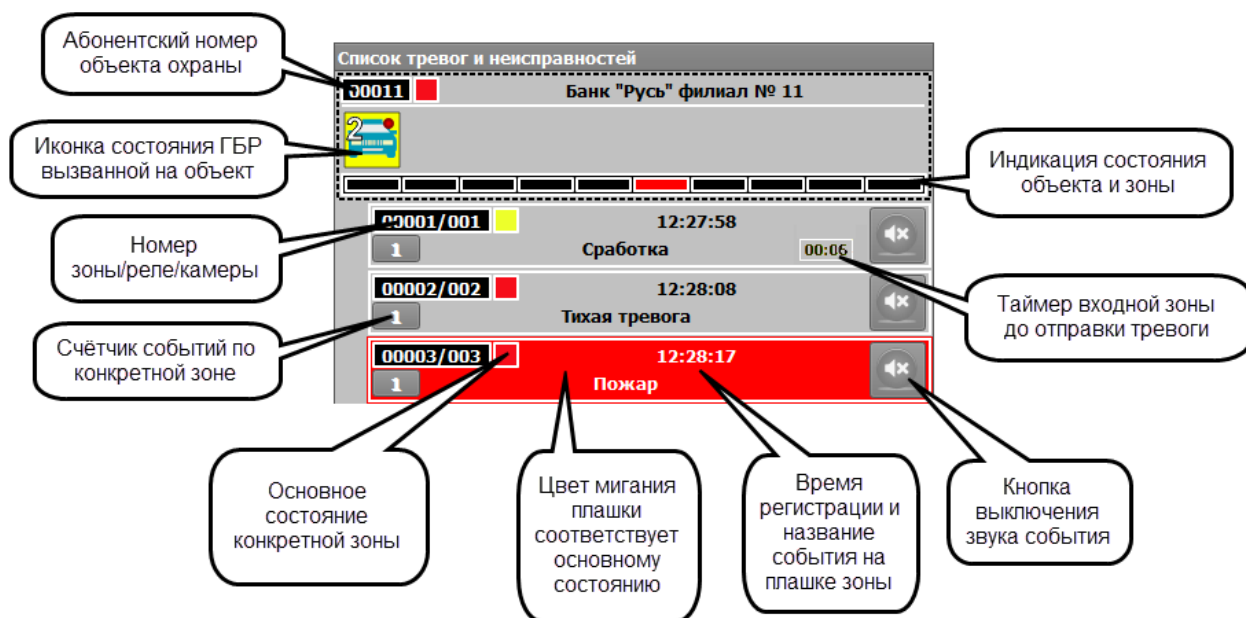 Абонентский номер
объекта охраны
Список тревог и неисправностей
00011
Банк "Русь" филиал № 11
2
Иконка состояния ГБР
вызванной на объект
Индикация состояния
объекта и зоны
Номер
зоны/реле/камеры
00001/001
12:27:58
1
Сработка
00:06
00002/002
12:28:08
1
Тихая тревога
Таймер входной зоны
до отправки тревоги
Счётчик событий по
конкретной зоне
00003/003
12:28:17
1
Пожар
Основное
состояние
конкретной зоны
Цвет мигания
плашки
соответствует
основному
состоянию
Время
регистрации и
название
события на
плашке зоны
Кнопка
выключения
звука события